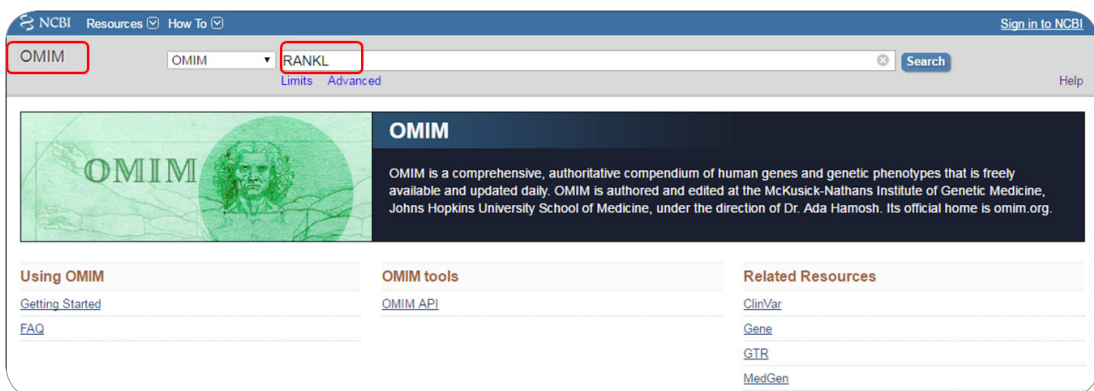 NCBI Resources How To Sign in to NCBI
OMIM OMIM RANKL Search
Limits Advanced Help
OMIM
OMIM
OMIM is a comprehensive, authoritative compendium of human genes and genetic phenotypes that is freely
available and updated daily. OMIM is authored and edited at the McKusick-Nathans Institute of Genetic Medicine,
Johns Hopkins University School of Medicine, under the direction of Dr. Ada Hamosh. Its official home is omim.org.
Using OMIM
Getting Started
FAQ
OMIM tools
OMIM API
Related Resources
ClinVar
Gene
GTR
MedGen